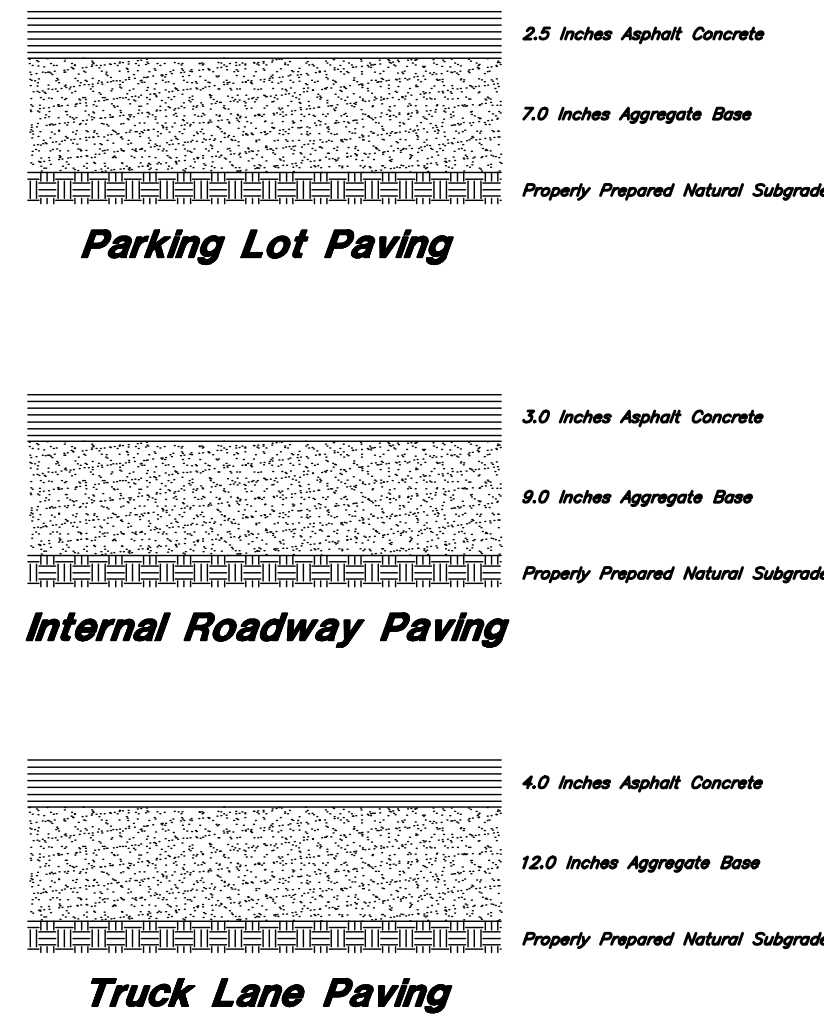 2.5 Inches Asphalt Concrete
7.0 Inches Aggregate Base
Properly Prepared Natural Subgrade
Parking Lot Paving
3.0 Inches Asphalt Concrete
9.0 Inches Aggregate Base
Properly Prepared Natural Subgrade
Internal Roadway Paving
4.0 Inches Asphalt Concrete
12.0 Inches Aggregate Base
Properly Prepared Natural Subgrade
Truck Lane Paving